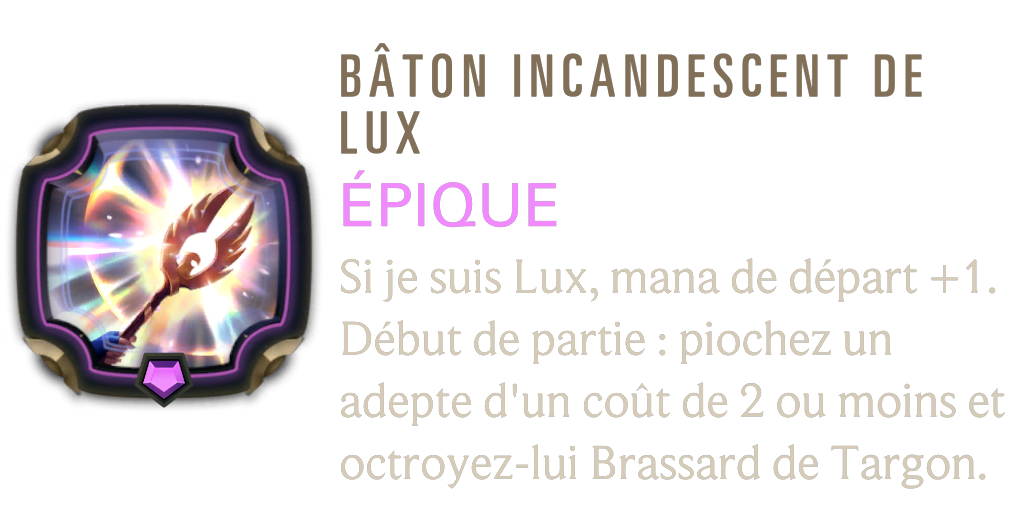 BÂTON INCANDESCENT DE
LUX
ÉPIQUE
Si je suis Lux, mana de départ +1.
Début de partie : piochez un
adepte d'un coût de 2 ou moins et
octroyez-lui Brassard de Targon.